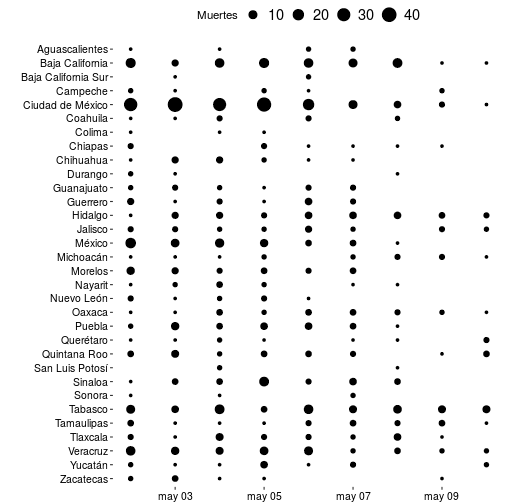 Muertes 10 20 30 40
Aguascalientes
Baja California
Baja California Sur
Campeche
Ciudad de México
Coahuila
Colima
Chiapas
Chihuahua
Durango
Guanajuato
Guerrero
Hidalgo
Jalisco
México
Michoacán
Morelos
Nayarit
Nuevo León
Oaxaca
Puebla
Querétaro
Quintana Roo
San Luis Potosí
Sinaloa
Sonora
Tabasco
Tamaulipas
Tlaxcala
Veracruz
Yucatán
Zacatecas
may 03 may 05 may 07 may 09